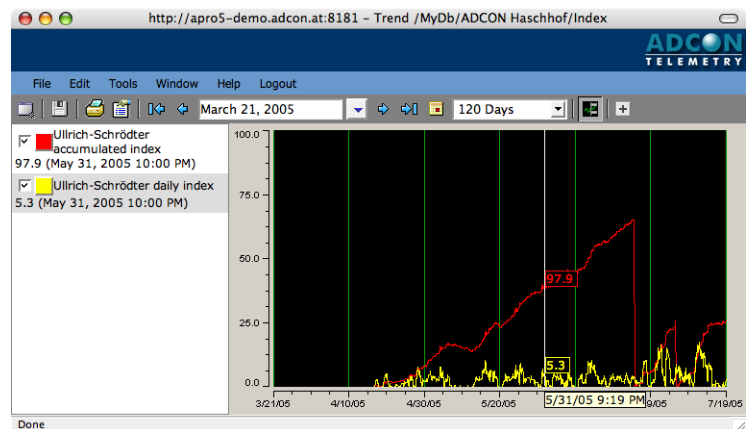 http://apro5-demo.adcon.at:8181 – Trend /MyDb/ADCON Haschhof/Index
ADCON
TELEMETRY
File Edit Tools Window Help Logout
March 21, 2005 120 Days
Ullrich-Schrödter
accumulated index
97.9 (May 31, 2005 10:00 PM)
Ullrich-Schrödter daily index
5.3 (May 31, 2005 10:00 PM)
100.0
75.0
50.0
25.0
0.0
97.9
5.3
5/31/05 9:19 PM
3/21/05 4/10/05 4/30/05 5/20/05 9/05 7/19/05
Done